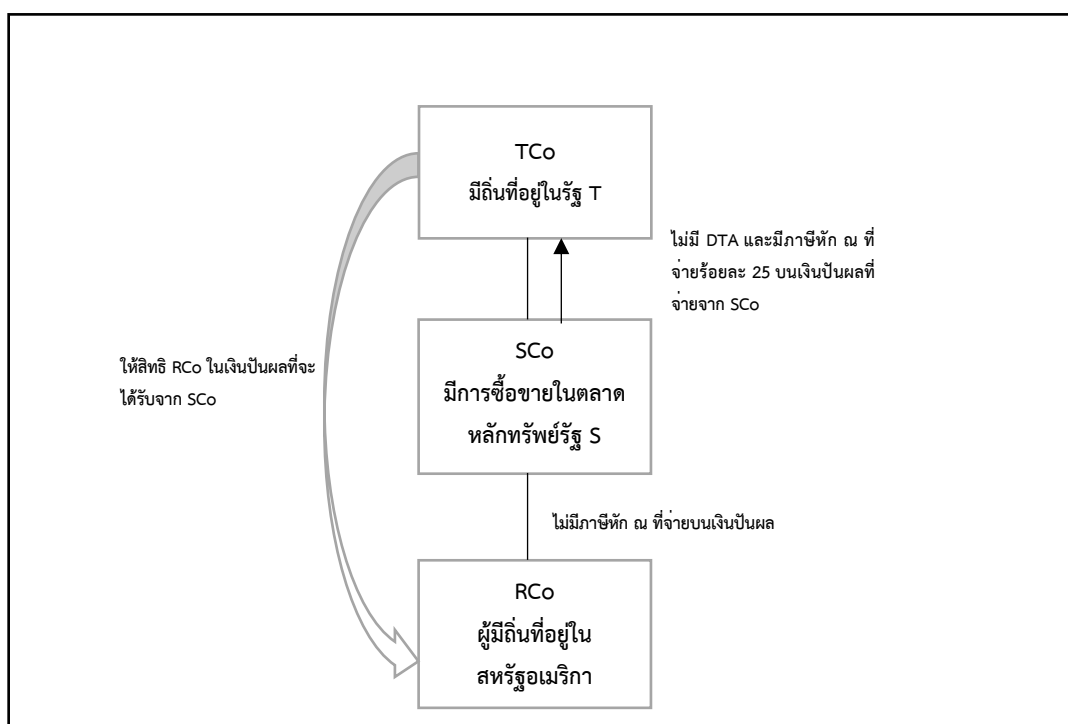 TCo
มีถิ่นที่อยู่ในรัฐ T
ไม่มี DTA และมีภาษีหัก ณ ที่
จ่ายร้อยละ 25 บนเงินปันผลที่
จ่ายจาก SCo
SCo
มีการซื้อขายในตลาด
หลักทรัพย์รัฐ S
ให้สิทธิ RCo ในเงินปันผลที่จะ
ได้รับจาก SCo
ไม่มีภาษีหัก ณ ที่จ่ายบนเงินปันผล
RCo
ผู้มีถิ่นที่อยู่ใน
สหรัฐอเมริกา